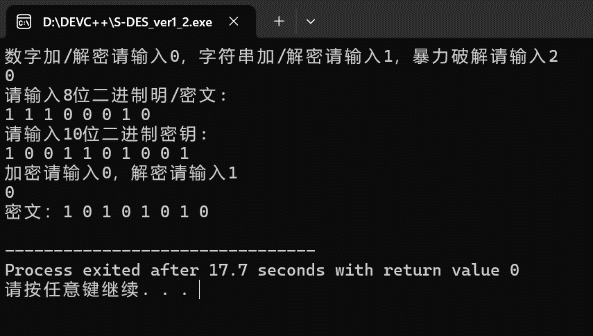 D:\DEVC++\S-DES_ver1_2.exe
数字加/解密请输入0, 字符串加/解密请输入1, 暴力破解请输入2
0
请输入8位二进制明/密文:
1 1 1 0 0 0 1 0
请输入10位二进制密钥:
1 0 0 1 1 0 1 0 0 1
加密请输入0, 解密请输入1
0
密文: 1 0 1 0 1 0 1 0
--------------------------------
Process exited after 17.7 seconds with return value 0
请按任意键继续. . .